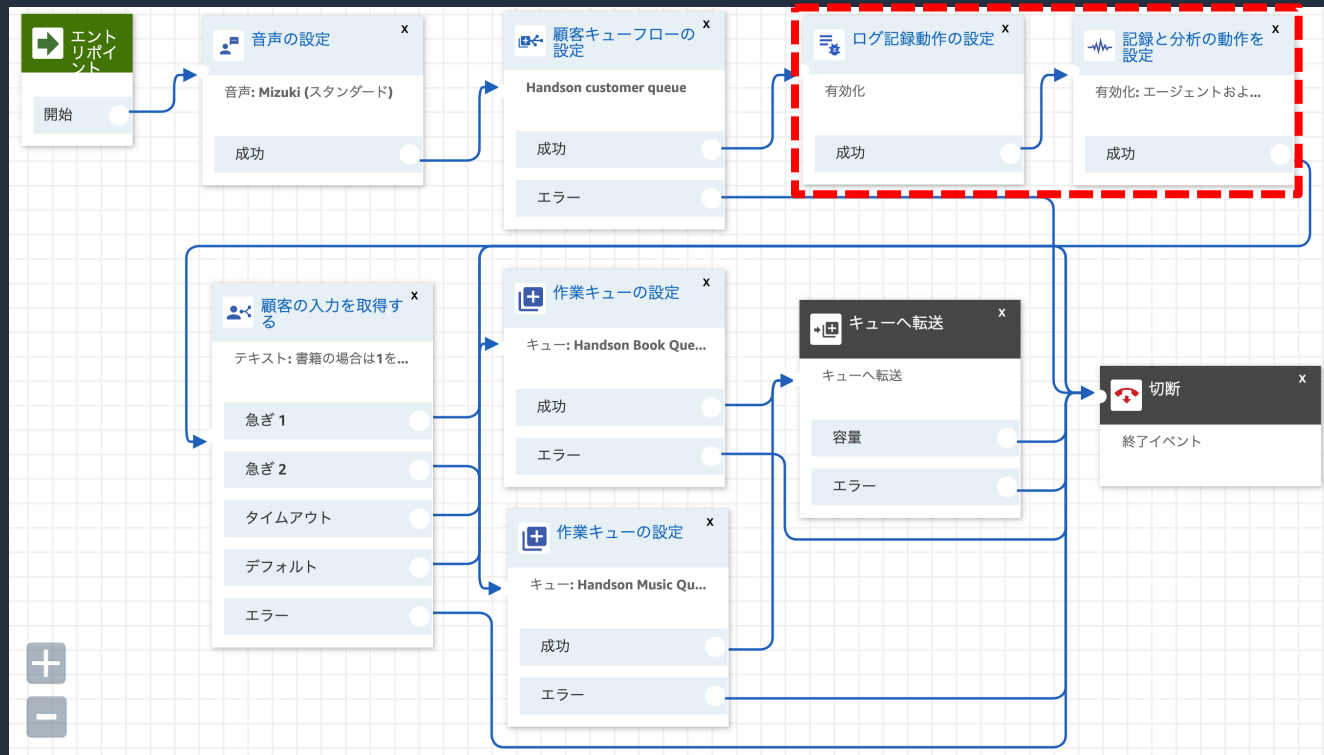 エント
リポイ
ント
開始
音声の設定
x
音声: Mizuki (スタンダード)
成功
顧客キューフローの
設定
x
Handson customer queue
成功
エラー
ログ記録動作の設定
x
有効化
成功
記録と分析の動作を
設定
x
有効化: エージェントおよ...
成功
顧客の入力を取得す
る
x
テキスト: 書籍の場合は1を...
急ぎ 1
急ぎ 2
タイムアウト
デフォルト
エラー
作業キューの設定
x
キュー: Handson Book Que...
成功
エラー
作業キューの設定
x
キュー: Handson Music Qu...
成功
エラー
キューへ転送
x
キューへ転送
容量
エラー
切断
x
終了イベント